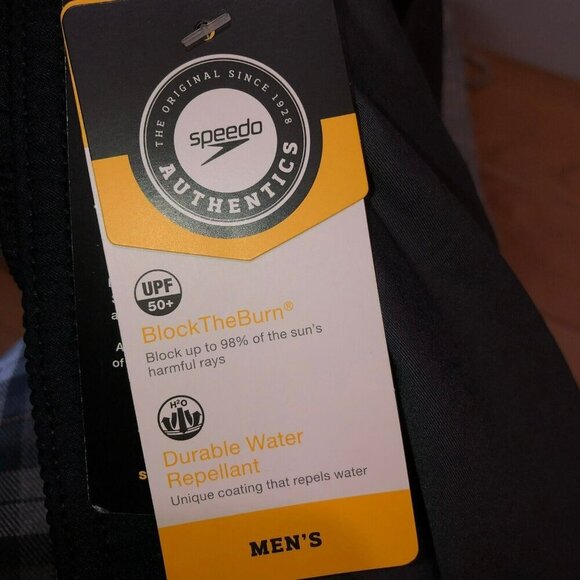 THE ORIGINAL SINCE 1928
speedo
AUTHENTICS
UPF
50+
BlockTheBurn®
Block up to 98% of the sun's
harmful rays
H²O
Durable Water
Repellant
Unique coating that repels water
MEN'S